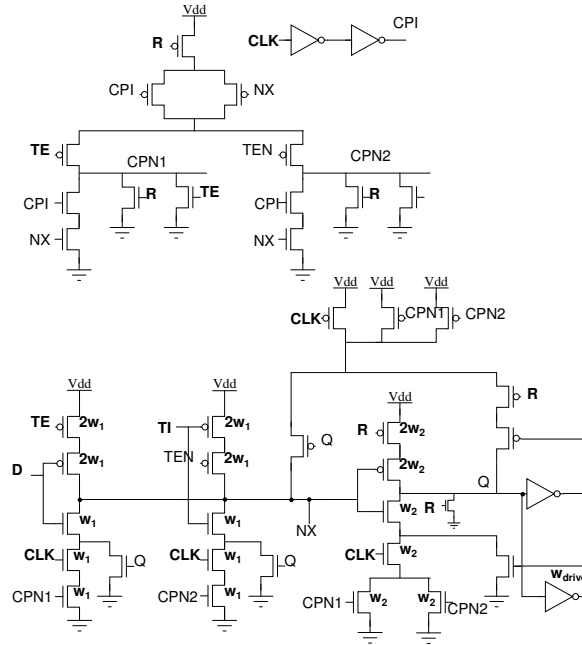 Vdd
R
CLK
CPI
CPI
NX
TE
CPN1
TEN
CPN2
CPI
R
TE
CPI
R
NX
NX
Vdd
Vdd
Vdd
CLK
CPN1
CPN2
Vdd
Vdd
Vdd
R
TE
2w1
TI
2w1
R
2w2
Q
D
2w1
TEN
2w1
2w2
Q
w1
w1
NX
w2
R
CLK
w1
Q
CLK
w1
Q
CLK
w2
wdrive
CPN1
w1
CPN2
w1
CPN1
w2
w2
CPN2